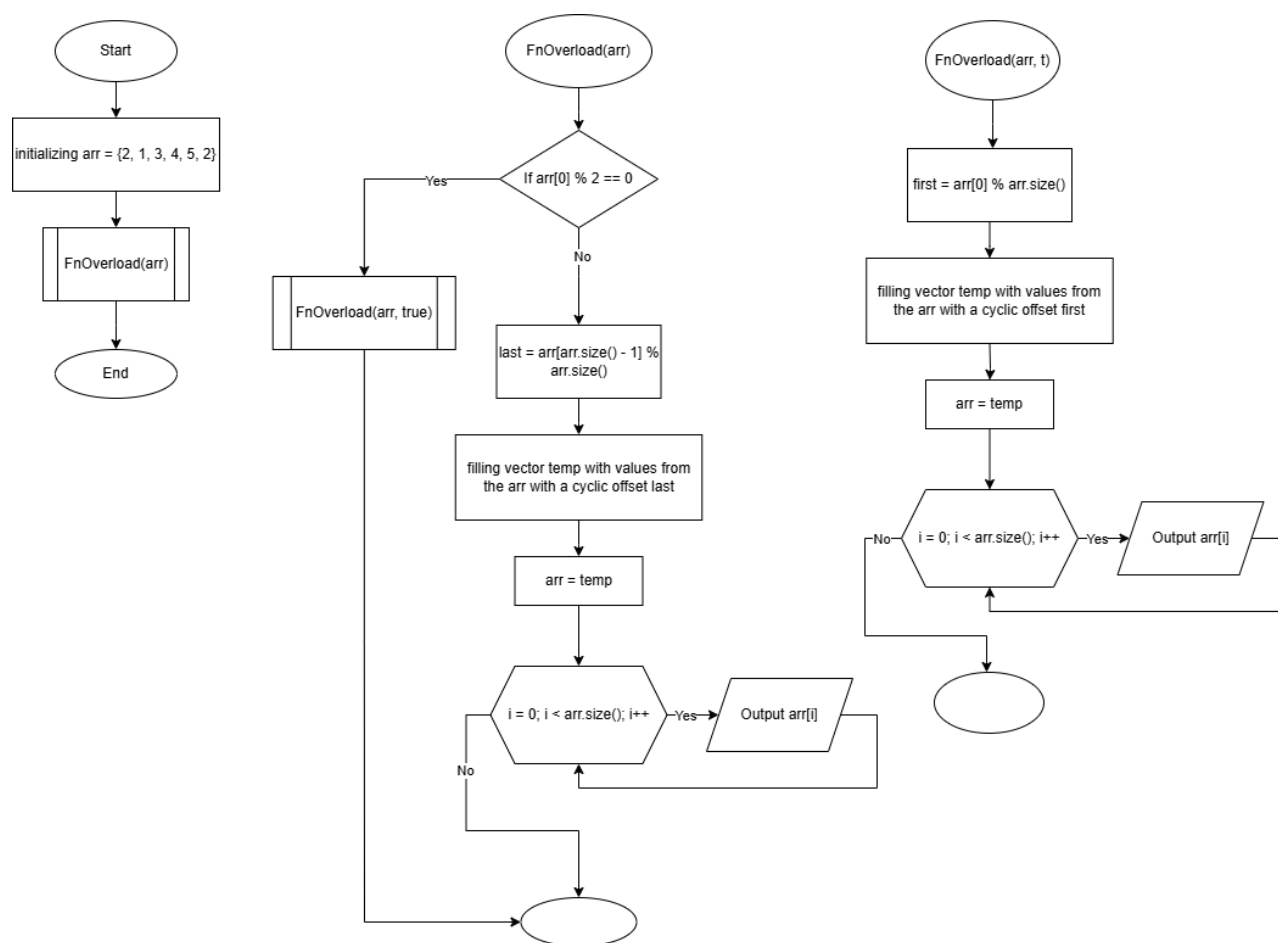 Start
initializing arr = {2, 1, 3, 4, 5, 2}
FnOverload(arr)
End
FnOverload(arr)
If arr[0] % 2 == 0
Yes
No
FnOverload(arr, true)
last = arr[arr.size() - 1] %
arr.size()
filling vector temp with values from
the arr with a cyclic offset last
arr = temp
i = 0; i < arr.size(); i++
Yes
Output arr[i]
No
FnOverload(arr, t)
first = arr[0] % arr.size()
filling vector temp with values from
the arr with a cyclic offset first
arr = temp
No
i = 0; i < arr.size(); i++
Yes
Output arr[i]